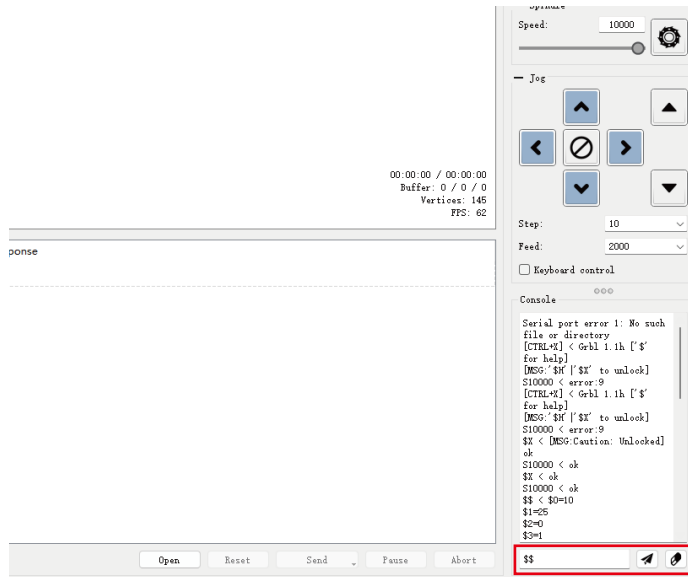 Spindle
Speed: 10000
Jog
00:00:00 / 00:00:00
Buffer: 0 / 0 / 0
Vertices: 145
FPS: 62
Step: 10
Feed: 2000
Keyboard control
ponse
Console
Serial port error 1: No such
file or directory
[CTRL+X] < Grbl 1.1h ['$'
for help]
[MSG:'$H'|'$X' to unlock]
S10000 < error:9
[CTRL+X] < Grbl 1.1h ['$'
for help]
[MSG:'$H'|'$X' to unlock]
S10000 < error:9
$X < [MSG:Caution: Unlocked]
ok
S10000 < ok
$X < ok
S10000 < ok
$$ < $0=10
$1=25
$2=0
$3=1
Open Reset Send Pause Abort
$$